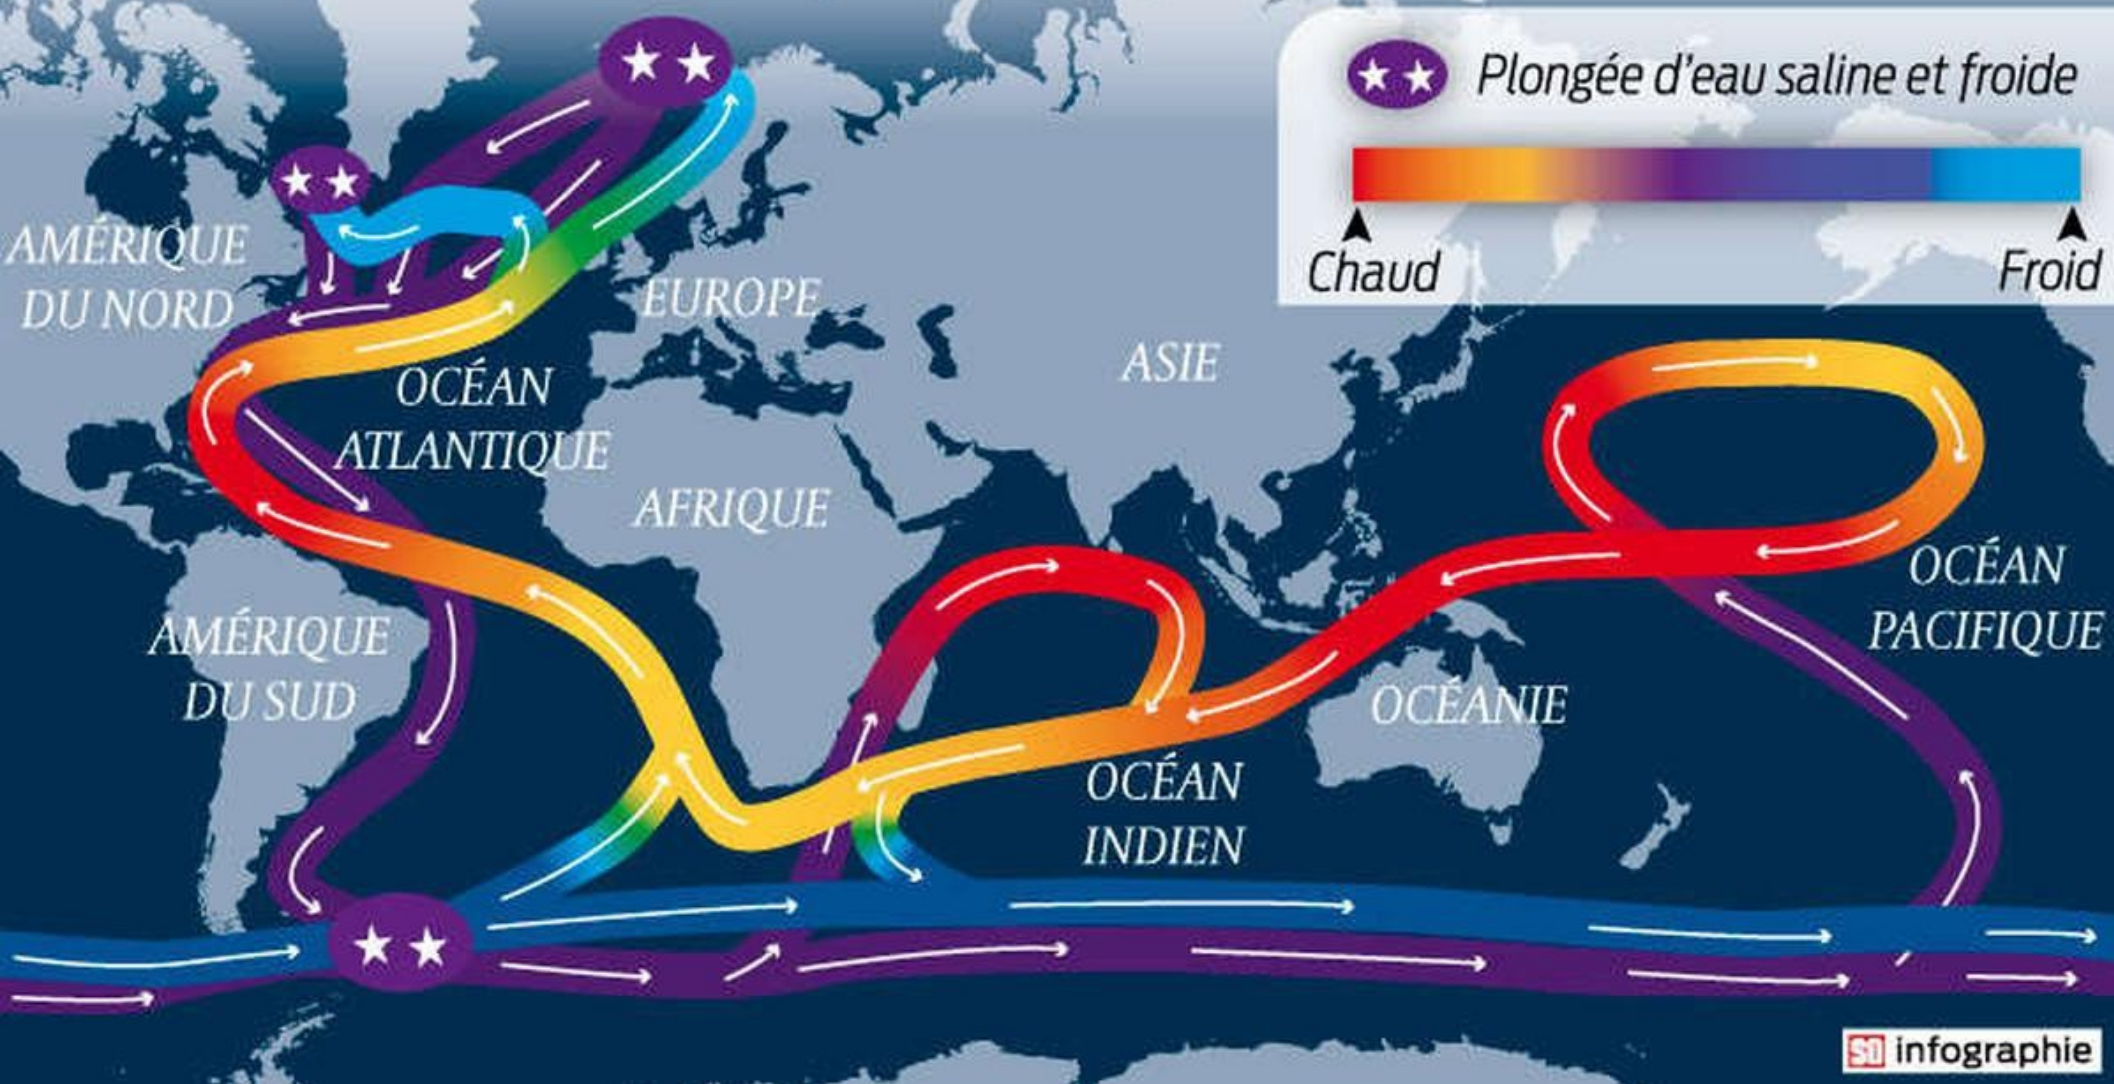 Plongée d'eau saline et froide
Chaud
Froid
AMÉRIQUE
DU NORD
EUROPE
ASIE
OCÉAN
ATLANTIQUE
AFRIQUE
OCÉAN
PACIFIQUE
AMÉRIQUE
DU SUD
OCÉANIE
OCÉAN
INDIEN
SO infographie